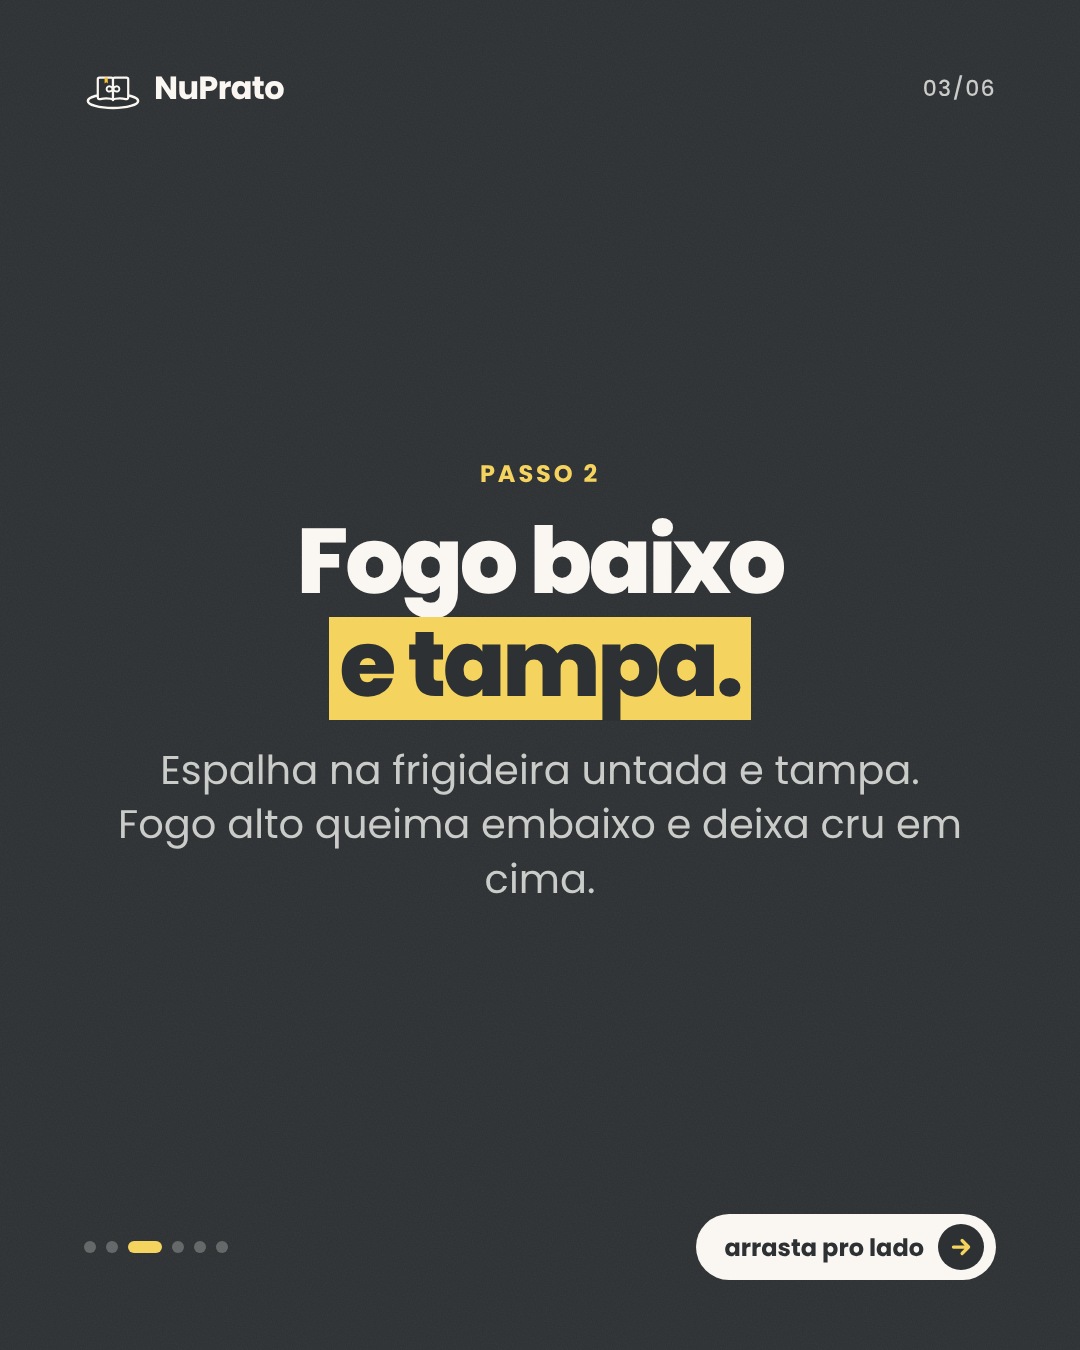 NuPrato
03/06
PASSO 2
Fogo baixo
e tampa.
Espalha na frigideira untada e tampa.
Fogo alto queima embaixo e deixa cru em
cima.
arrasta pro lado